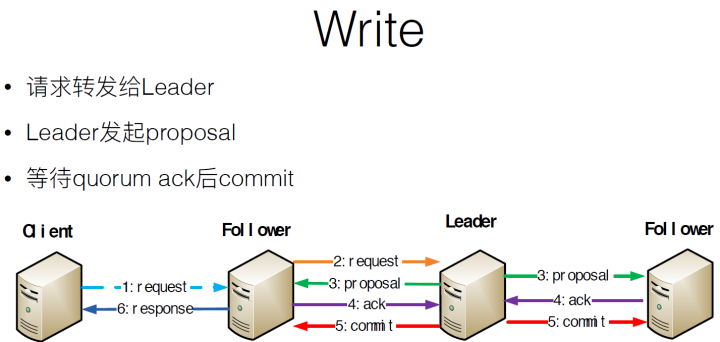 Write
• 请求转发给Leader
• Leader发起proposal
• 等待quorum ack后commit
Client
Follower
Leader
Follower
1: request
6: response
2: request
3: proposal
4: ack
5: commit
3: proposal
4: ack
5: commit